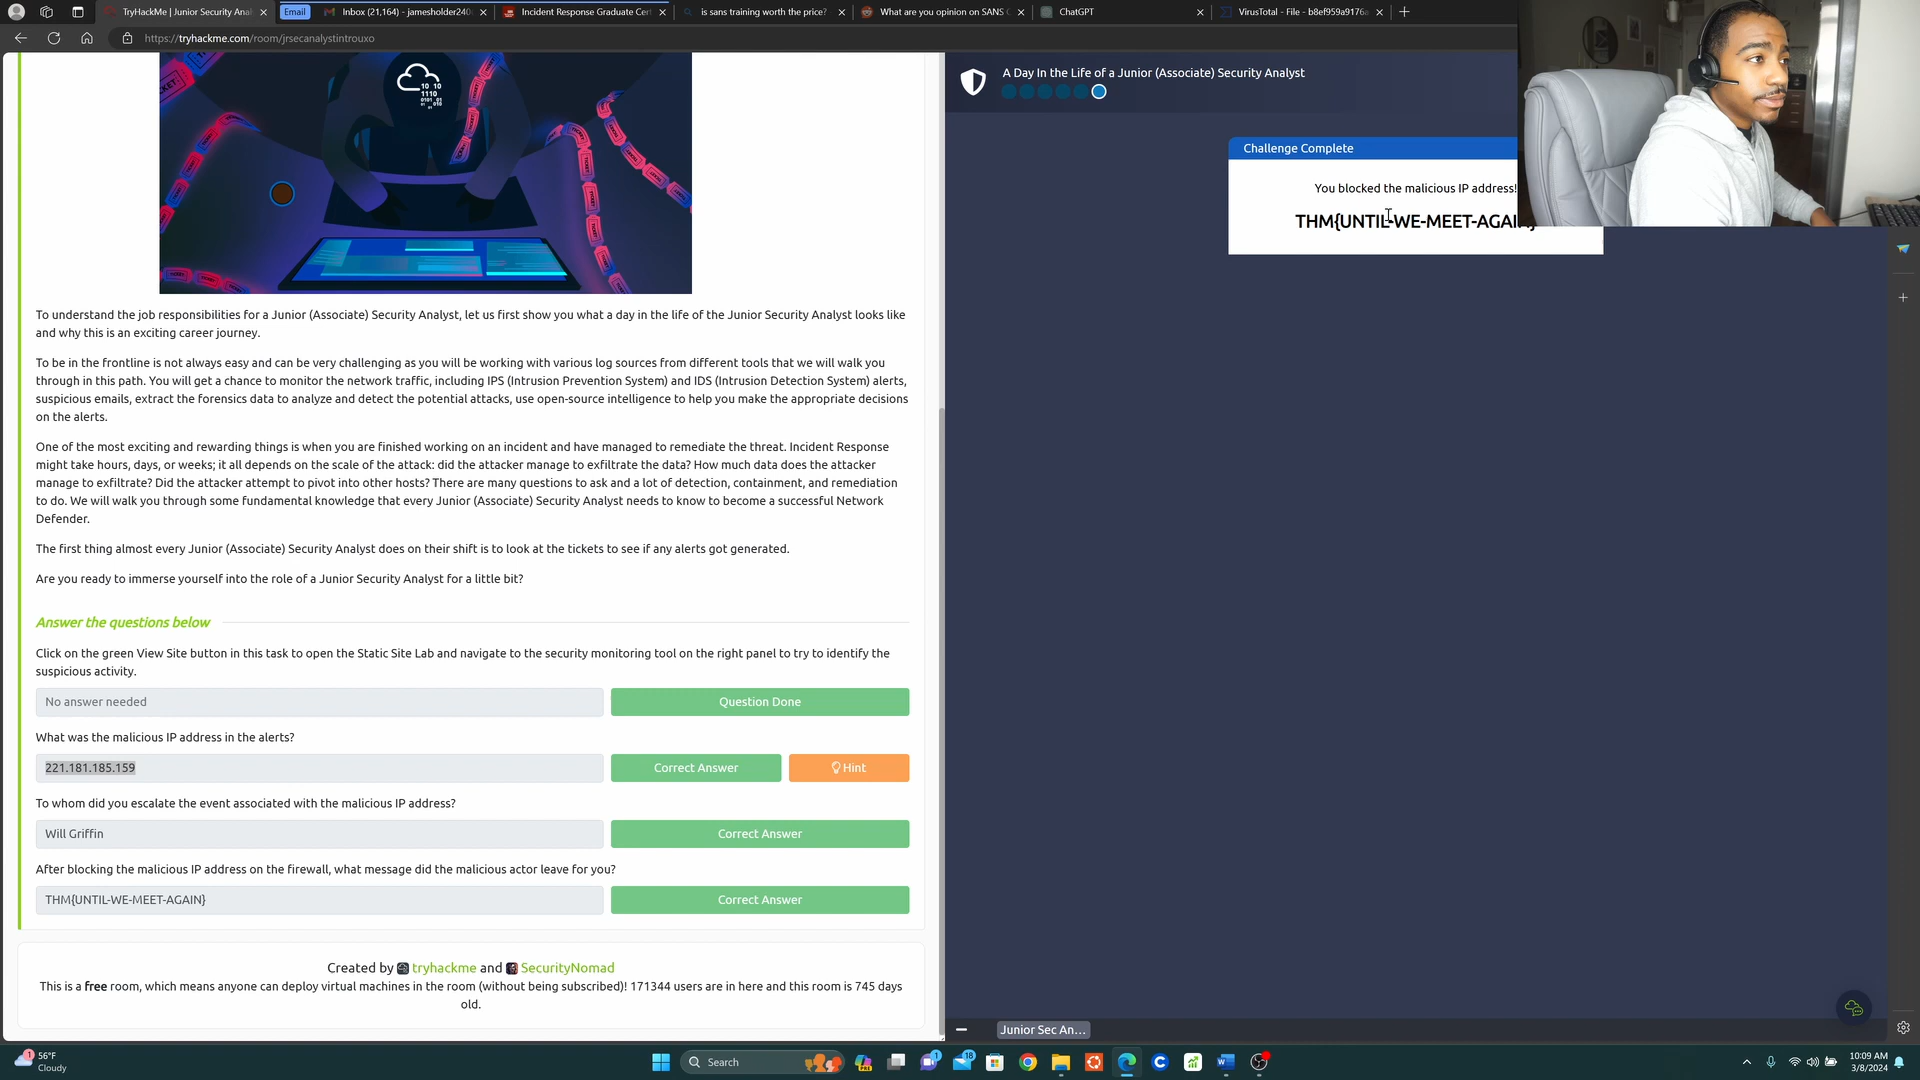 TryHackMe | Junior Security Anal
Email
Inbox (21,164) - jamesholder240
Incident Response Graduate Cert
is sans training worth the price?
What are you opinion on SANS
ChatGPT
VirusTotal - File - b8ef959a9176
https://tryhackme.com/room/jrsecanalystintrouxo
TICKET
10 10
1110
0101 01
To understand the job responsibilities for a Junior (Associate) Security Analyst, let us first show you what a day in the life of the Junior Security Analyst looks like
and why this is an exciting career journey.
To be in the frontline is not always easy and can be very challenging as you will be working with various log sources from different tools that we will walk you
through in this path. You will get a chance to monitor the network traffic, including IPS (Intrusion Prevention System) and IDS (Intrusion Detection System) alerts,
suspicious emails, extract the forensics data to analyze and detect the potential attacks, use open-source intelligence to help you make the appropriate decisions
on the alerts.
One of the most exciting and rewarding things is when you are finished working on an incident and have managed to remediate the threat. Incident Response
might take hours, days, or weeks; it all depends on the scale of the attack: did the attacker manage to exfiltrate the data? How much data does the attacker
manage to exfiltrate? Did the attacker attempt to pivot into other hosts? There are many questions to ask and a lot of detection, containment, and remediation
to do. We will walk you through some fundamental knowledge that every Junior (Associate) Security Analyst needs to know to become a successful Network
Defender.
The first thing almost every Junior (Associate) Security Analyst does on their shift is to look at the tickets to see if any alerts got generated.
Are you ready to immerse yourself into the role of a Junior Security Analyst for a little bit?
Answer the questions below
Click on the green View Site button in this task to open the Static Site Lab and navigate to the security monitoring tool on the right panel to try to identify the
suspicious activity.
No answer needed
Question Done
What was the malicious IP address in the alerts?
221.181.185.159
Correct Answer
Hint
To whom did you escalate the event associated with the malicious IP address?
Will Griffin
Correct Answer
After blocking the malicious IP address on the firewall, what message did the malicious actor leave for you?
THM{UNTIL-WE-MEET-AGAIN}
Correct Answer
Created by tryhackme and SecurityNomad
This is a free room, which means anyone can deploy virtual machines in the room (without being subscribed)! 171344 users are in here and this room is 745 days
old.
A Day In the Life of a Junior (Associate) Security Analyst
Challenge Complete
You blocked the malicious IP address!
THM{UNTIL-WE-MEET-AGAIN}
Junior Sec An...
1
56°F
Cloudy
Search
PRE
1
18
10:09 AM
3/8/2024